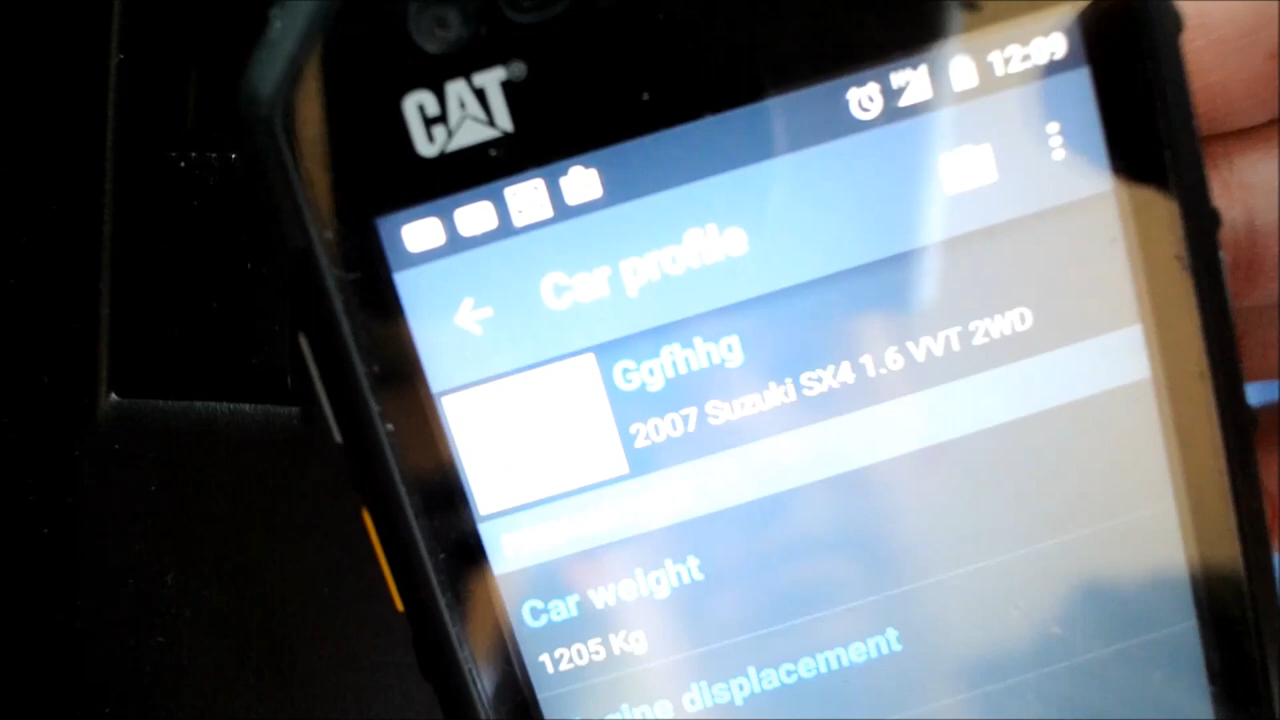 CAT
12:09
Car profile
Ggfhhg
2007 Suzuki SX4 1.6 VVT 2WD
Car weight
1205 Kg
displacement